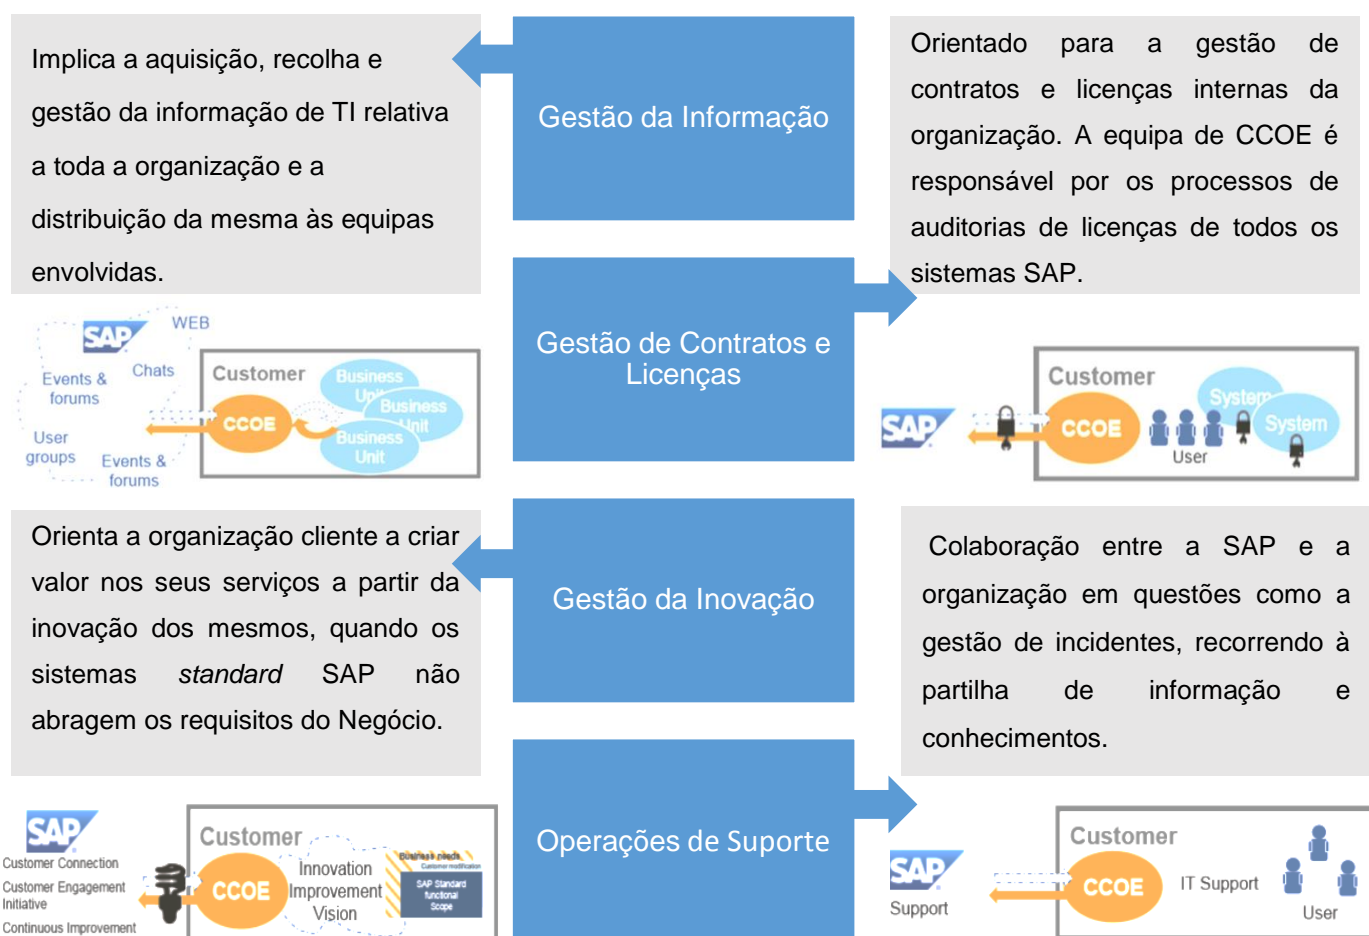 Implica a aquisição, recolha e
gestão da informação de TI relativa
a toda a organização e a
distribuição da mesma às equipas
envolvidas.
Gestão da Informação
Orientado para a gestão de
contratos e licenças internas da
organização. A equipa de CCOE é
responsável por os processos de
auditorias de licenças de todos os
sistemas SAP.
SAP
WEB
Chats
Events &
forums
User
groups
Events &
forums
Customer
CCOE
Business
Unit
Business
Unit
Business
Unit
Gestão de Contratos e
Licenças
SAP
Customer
CCOE
User
System
System
Orienta a organização cliente a criar
valor nos seus serviços a partir da
inovação dos mesmos, quando os
sistemas standard SAP não
abragem os requisitos do Negócio.
Gestão da Inovação
Colaboração entre a SAP e a
organização em questões como a
gestão de incidentes, recorrendo à
partilha de informação e
conhecimentos.
SAP
Customer Connection
Customer Engagement
Initiative
Continuous Improvement
Customer
CCOE
Innovation
Improvement
Vision
Business needs
Customer modification
SAP Standard
functional
Scope
Operações de Suporte
SAP
Support
Customer
CCOE
IT Support
User